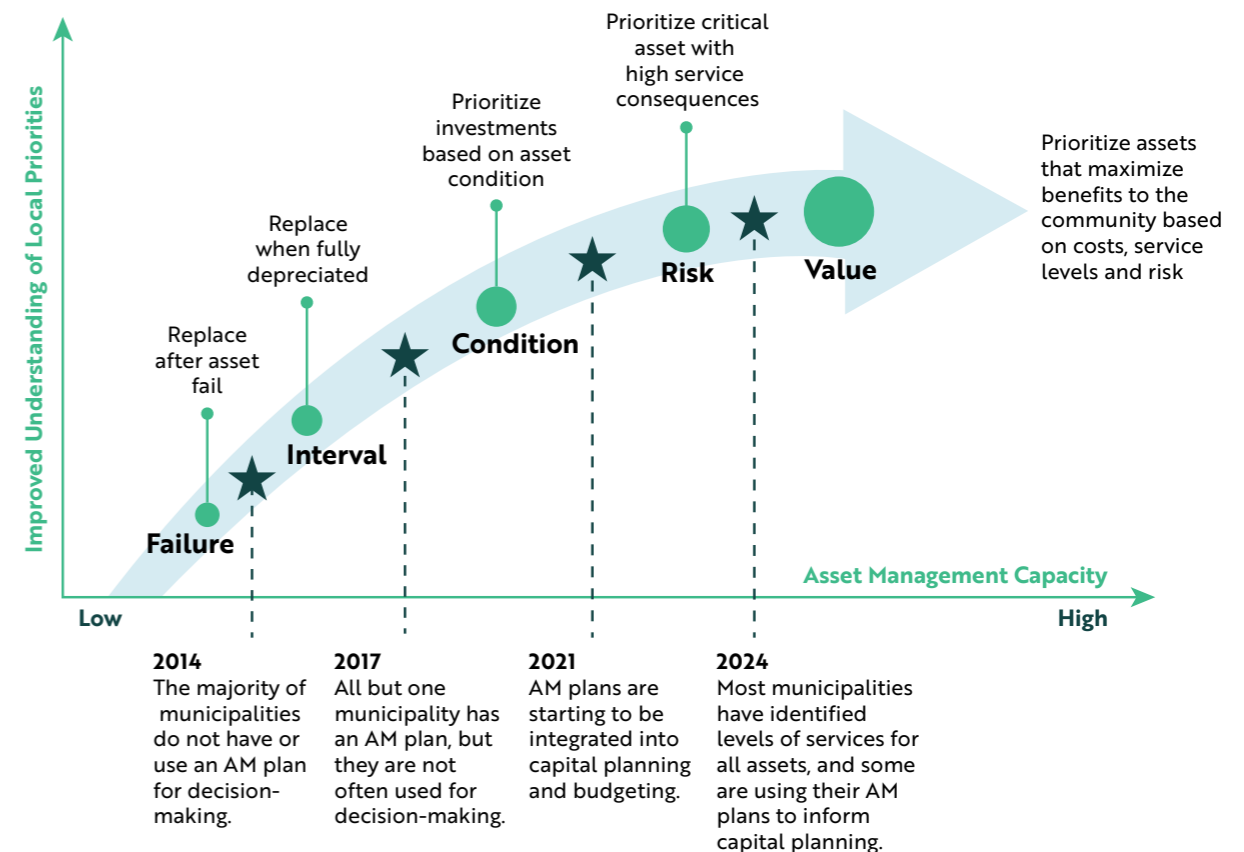 Improved Understanding of Local Priorities
Prioritize critical
asset with
high service
consequences
Prioritize
investments
based on asset
condition
Replace
when fully
depreciated
Replace
after asset
fail
Prioritize assets
that maximize
benefits to the
community based
on costs, service
levels and risk
Failure
Interval
Condition
Risk
Value
Asset Management Capacity
Low
High
2014
The majority of
municipalities
do not have or
use an AM plan
for decision-
making.
2017
All but one
municipality has
an AM plan, but
they are not
often used for
decision-making.
2021
AM plans are
starting to be
integrated into
capital planning
and budgeting.
2024
Most municipalities
have identified
levels of services for
all assets, and some
are using their AM
plans to inform
capital planning.